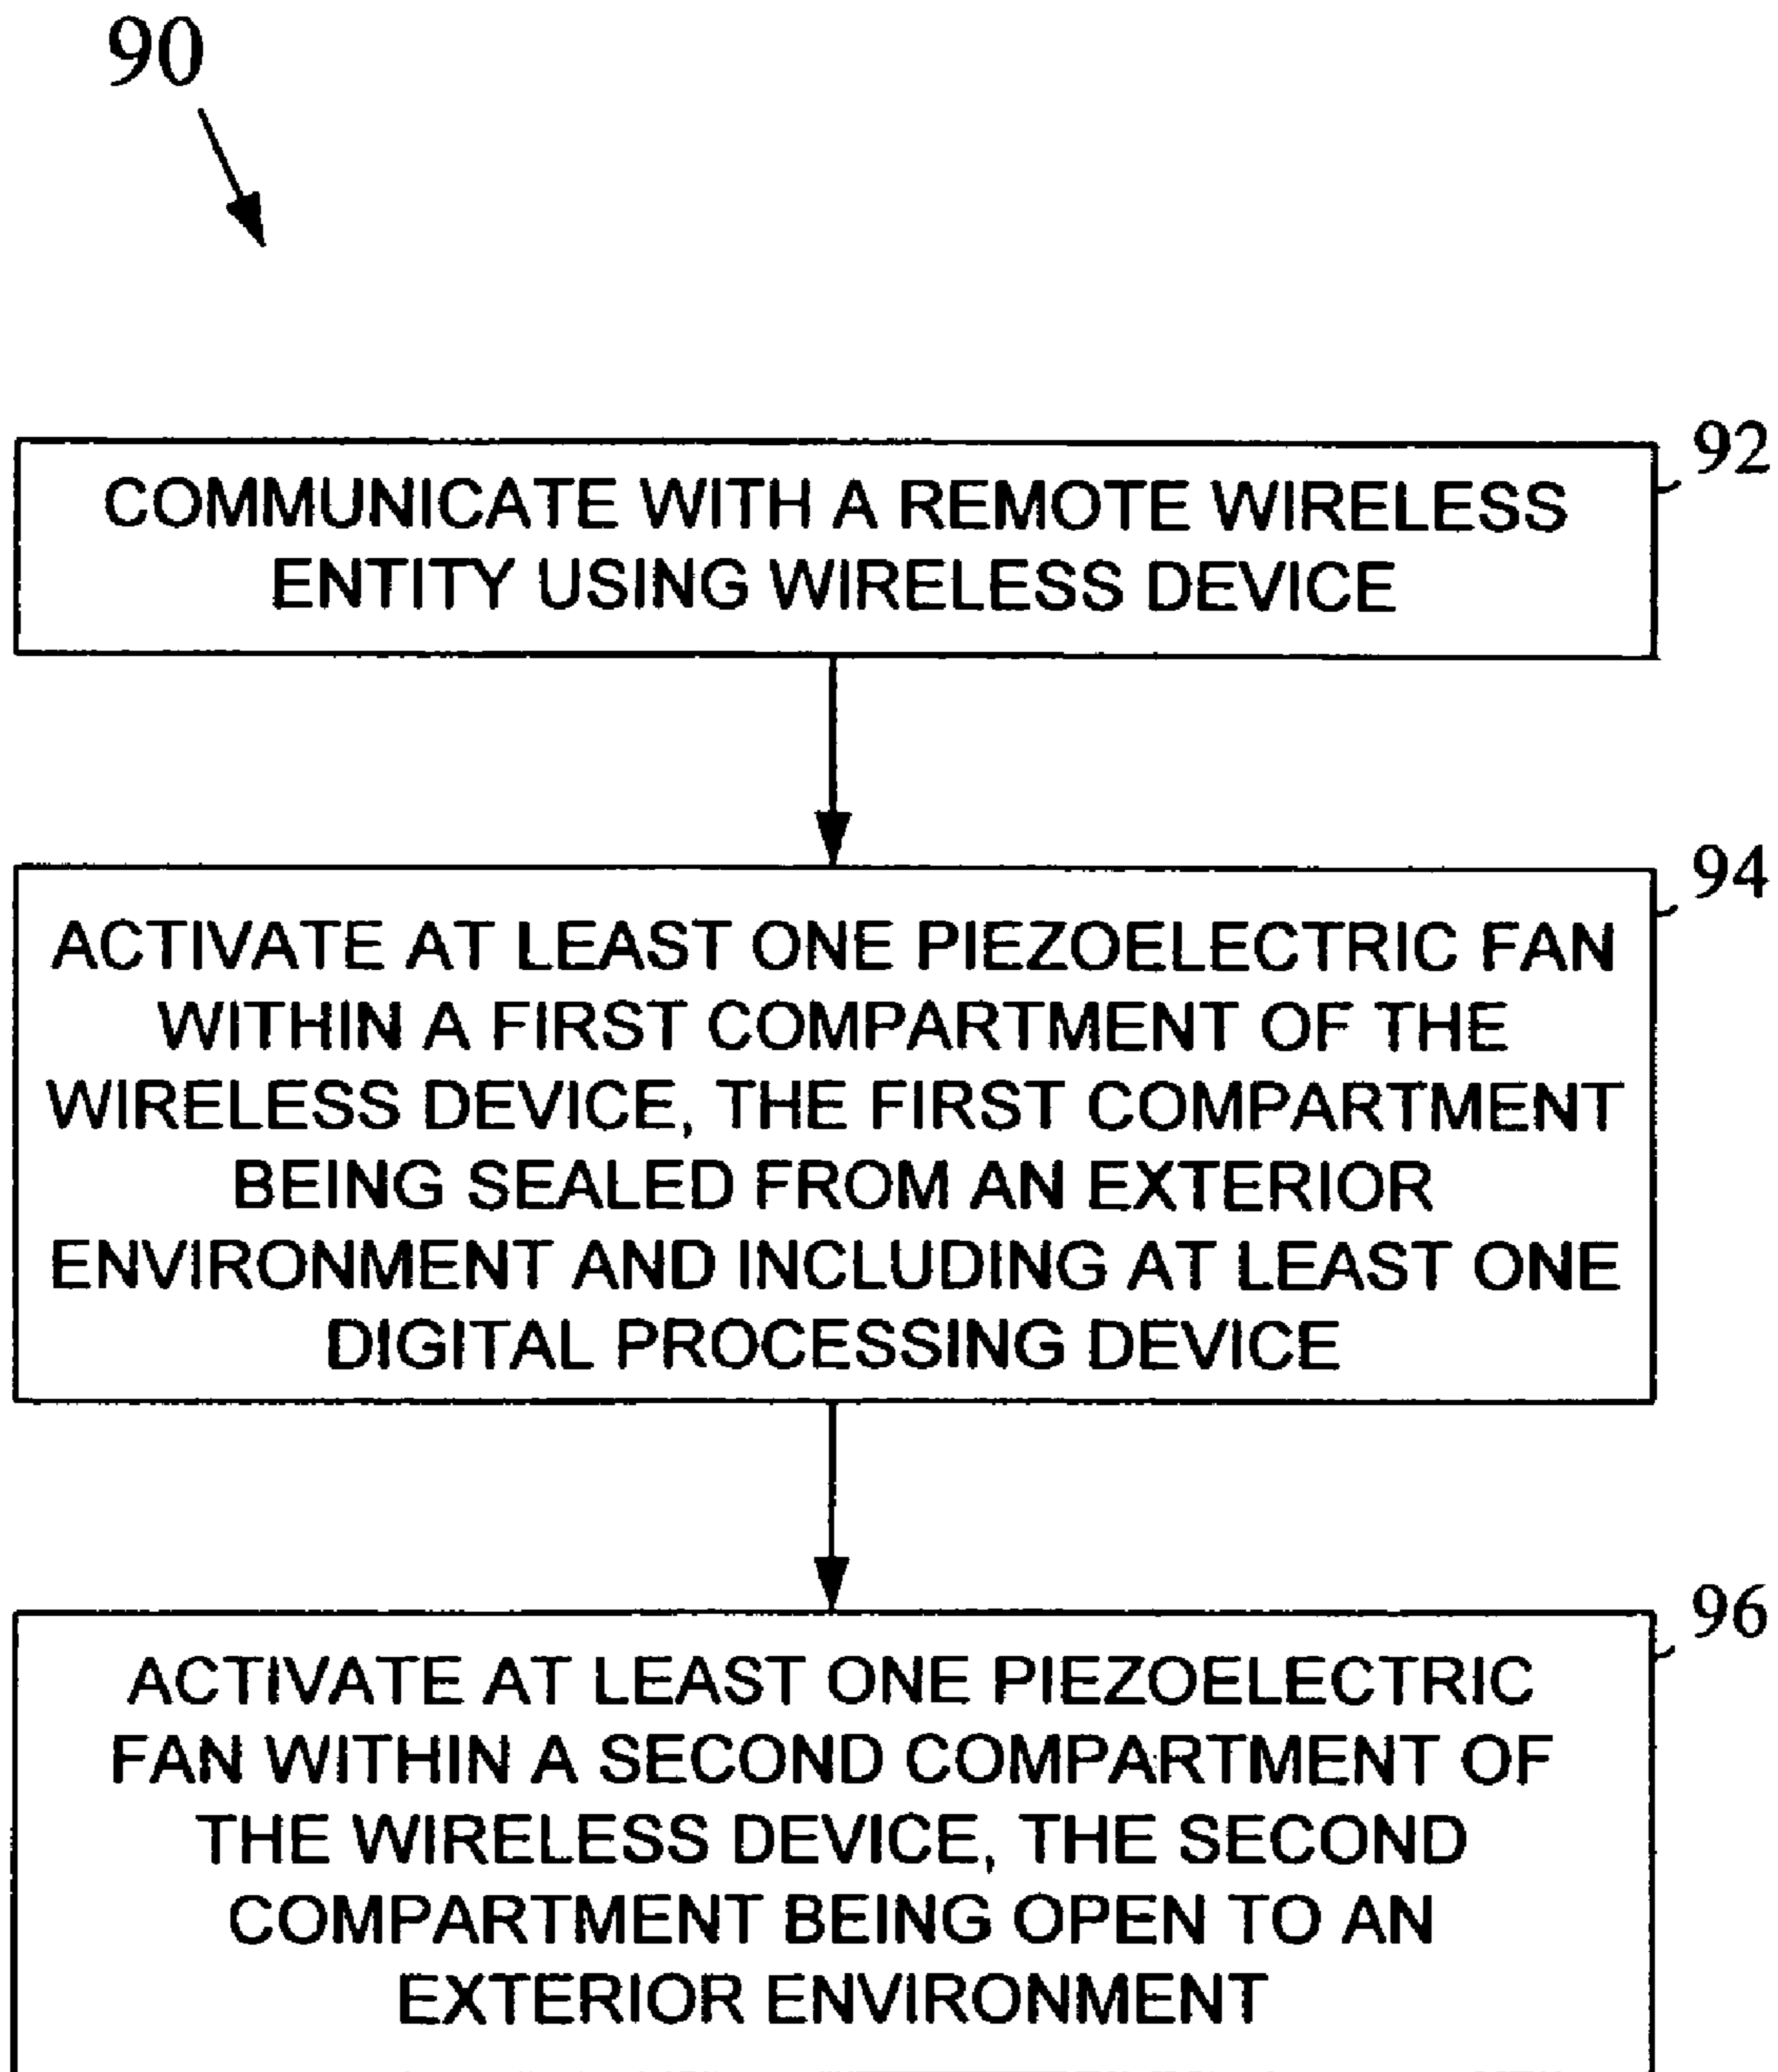 90
92
COMMUNICATE WITH A REMOTE WIRELESS
ENTITY USING WIRELESS DEVICE
94
ACTIVATE AT LEAST ONE PIEZOELECTRIC FAN
WITHIN A FIRST COMPARTMENT OF THE
WIRELESS DEVICE, THE FIRST COMPARTMENT
BEING SEALED FROM AN EXTERIOR
ENVIRONMENT AND INCLUDING AT LEAST ONE
DIGITAL PROCESSING DEVICE
96
ACTIVATE AT LEAST ONE PIEZOELECTRIC
FAN WITHIN A SECOND COMPARTMENT OF
THE WIRELESS DEVICE, THE SECOND
COMPARTMENT BEING OPEN TO AN
EXTERIOR ENVIRONMENT